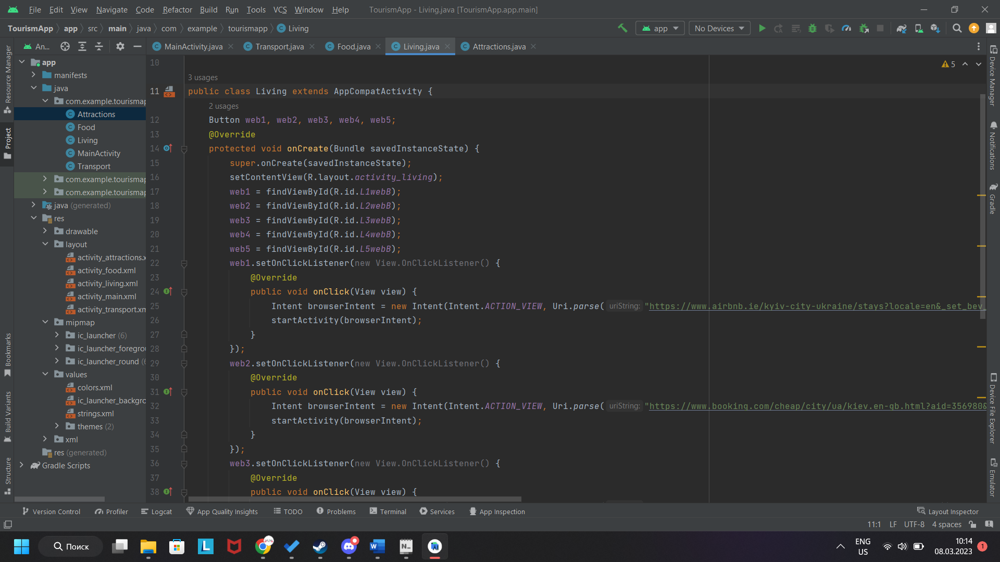 File Edit View Navigate Code Refactor Build Run Tools VCS Window Help TourismApp - Living.java [TourismApp.app.main]
TourismApp app src main java com example tourismapp Living
app No Devices
An...
MainActivity.java Transport.java Food.java Living.java Attractions.java
Resource Manager
Project
Bookmarks
Build Variants
Structure
app
manifests
java
com.example.tourismap
Attractions
Food
Living
MainActivity
Transport
com.example.tourismap
com.example.tourismap
java (generated)
res
drawable
layout
activity_attractions.x
activity_food.xml
activity_living.xml
activity_main.xml
activity_transport.xm
mipmap
ic_launcher (6)
ic_launcher_foregrou
ic_launcher_round (6
values
colors.xml
ic_launcher_backgro
strings.xml
themes (2)
xml
res (generated)
Gradle Scripts
5
10
3 usages
11 public class Living extends AppCompatActivity {
2 usages
12 Button web1, web2, web3, web4, web5;
13 @Override
14 protected void onCreate(Bundle savedInstanceState) {
15 super.onCreate(savedInstanceState);
16 setContentView(R.layout.activity_living);
17 web1 = findViewById(R.id.L1webB);
18 web2 = findViewById(R.id.L2webB);
19 web3 = findViewById(R.id.L3webB);
20 web4 = findViewById(R.id.L4webB);
21 web5 = findViewById(R.id.L5webB);
22 web1.setOnClickListener(new View.OnClickListener() {
23 @Override
24 public void onClick(View view) {
25 Intent browserIntent = new Intent(Intent.ACTION_VIEW, Uri.parse( uriString: "https://www.airbnb.ie/kyiv-city-ukraine/stays?locale=en&_set_bev_
26 startActivity(browserIntent);
27 }
28 });
29 web2.setOnClickListener(new View.OnClickListener() {
30 @Override
31 public void onClick(View view) {
32 Intent browserIntent = new Intent(Intent.ACTION_VIEW, Uri.parse( uriString: "https://www.booking.com/cheap/city/ua/kiev.en-gb.html?aid=356980&
33 startActivity(browserIntent);
34 }
35 });
36 web3.setOnClickListener(new View.OnClickListener() {
37 @Override
38 public void onClick(View view) {
Device Manager
Notifications
Gradle
Device File Explorer
Emulator
Version Control Profiler Logcat App Quality Insights TODO Problems Terminal Services App Inspection Layout Inspector
11:1 LF UTF-8 4 spaces
Поиск
ENG
US
10:14
08.03.2023
1